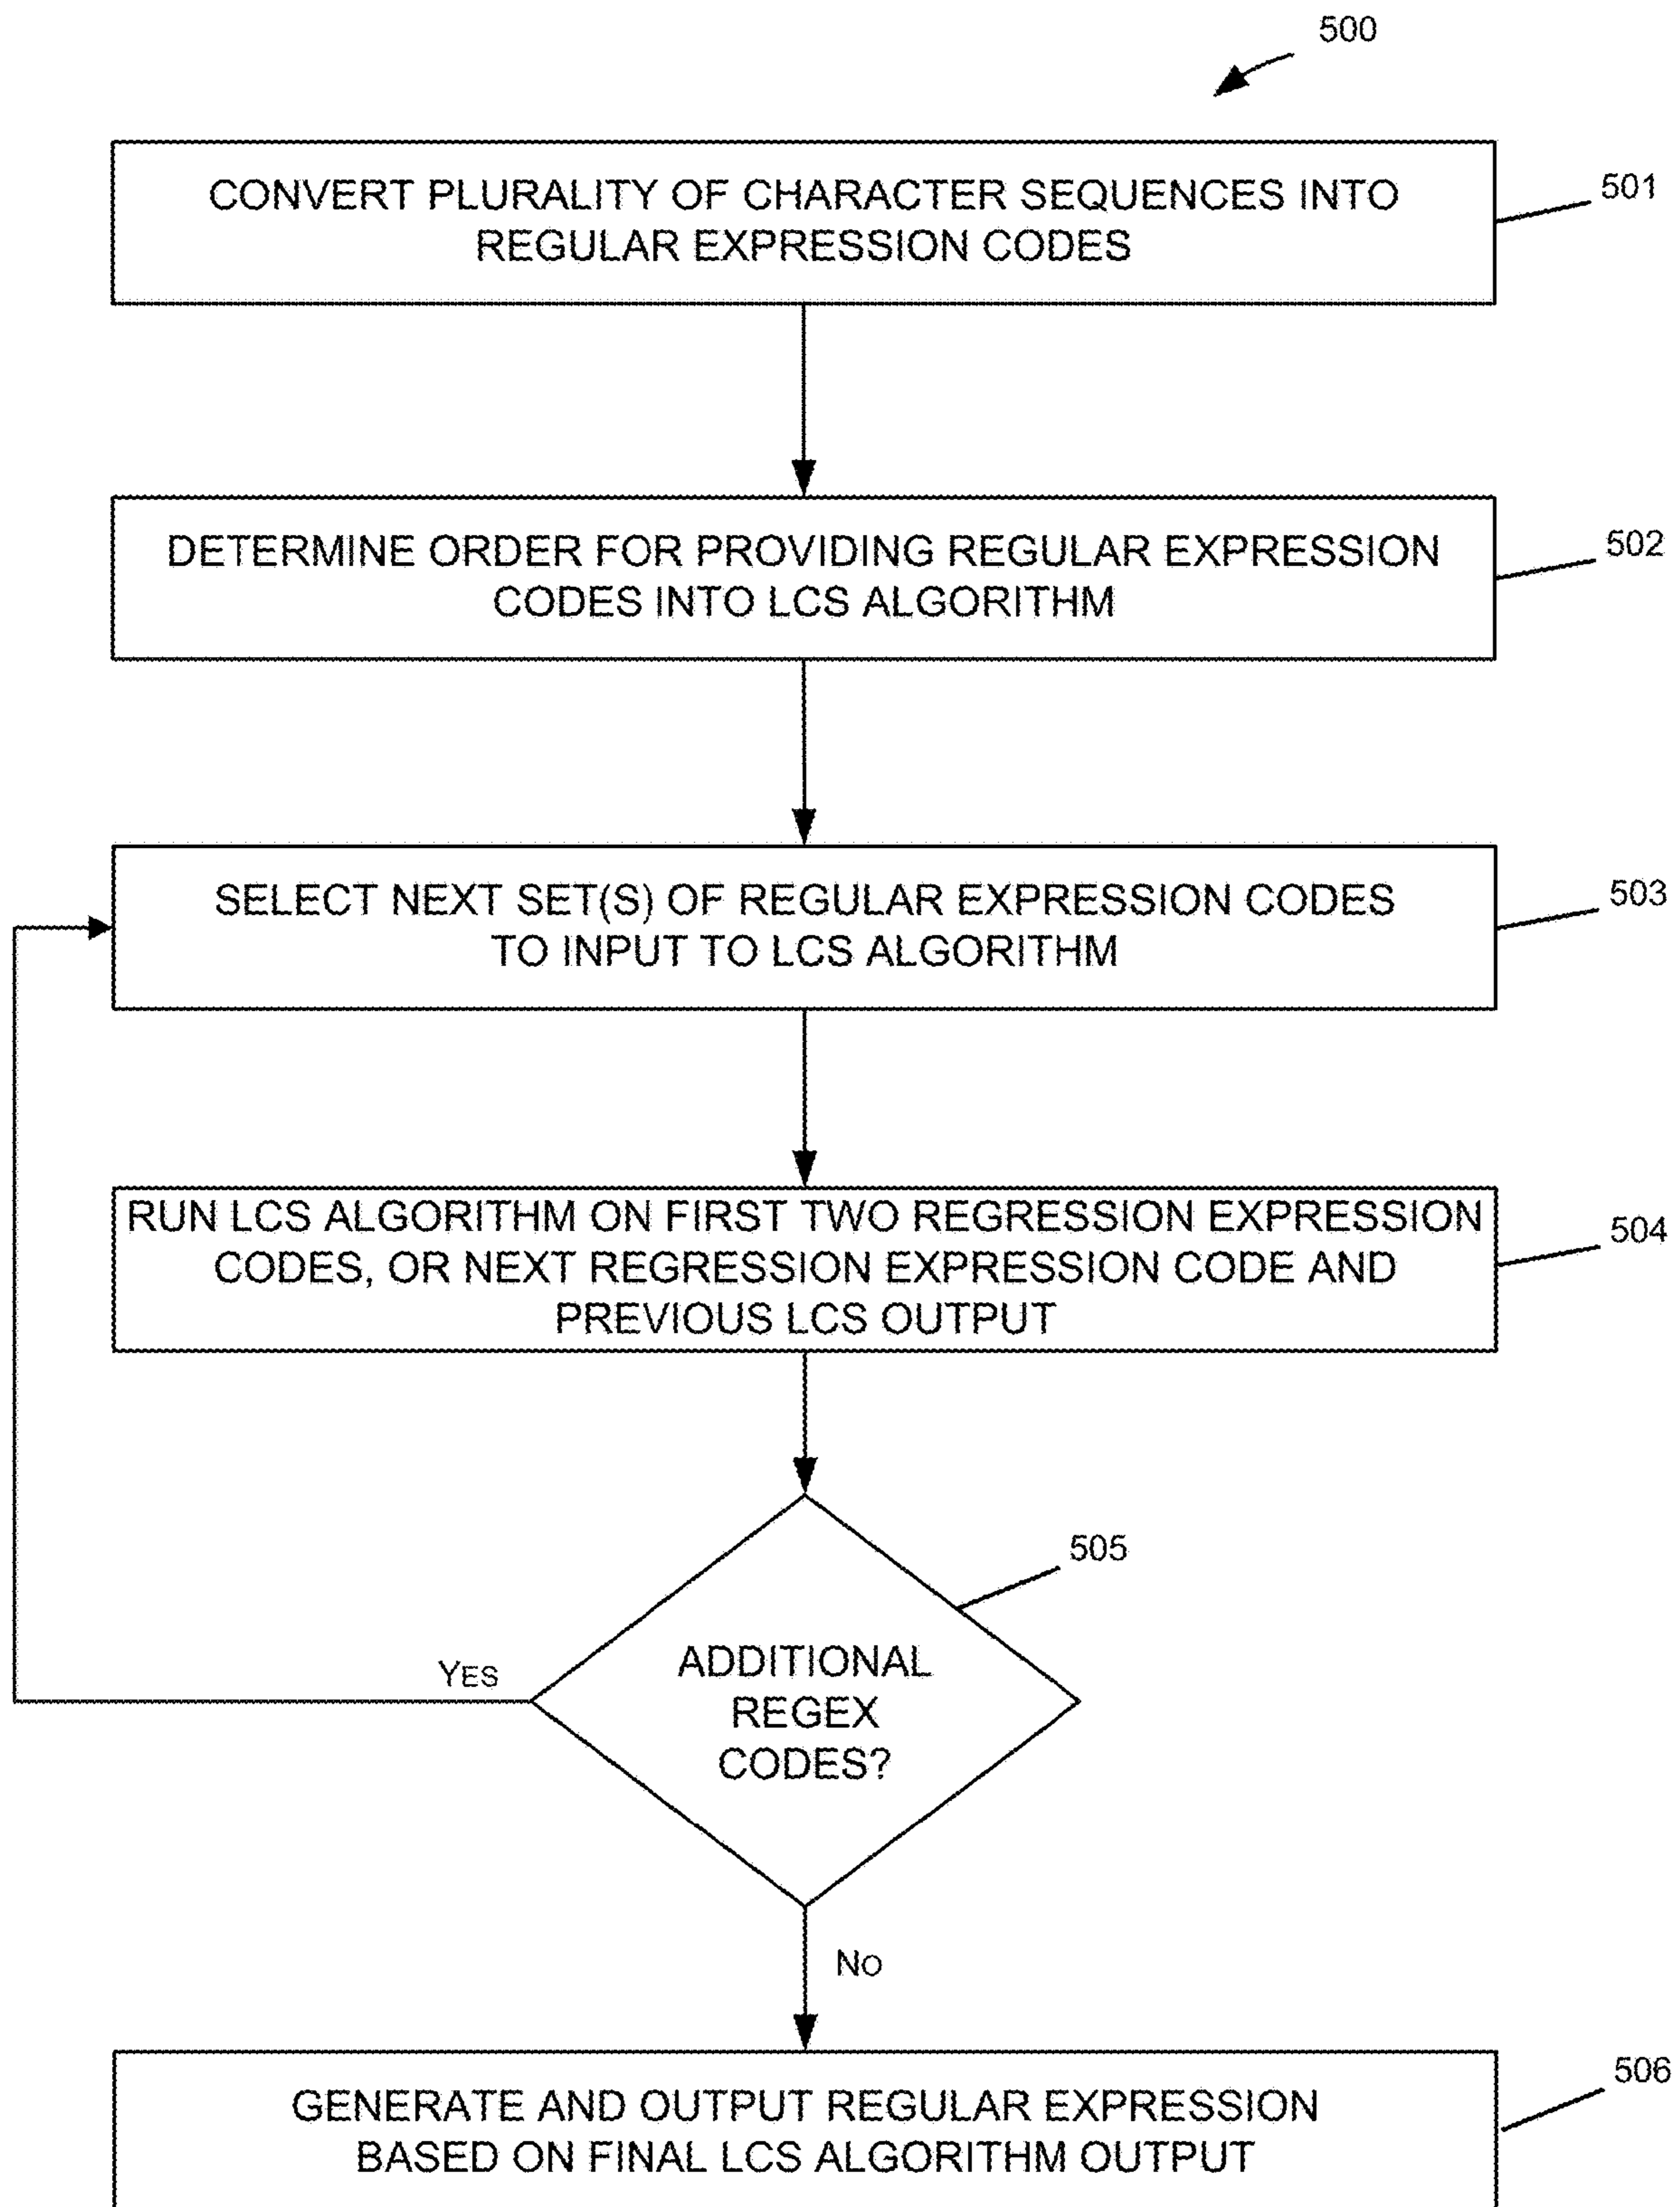 500
CONVERT PLURALITY OF CHARACTER SEQUENCES INTO
REGULAR EXPRESSION CODES
501
DETERMINE ORDER FOR PROVIDING REGULAR EXPRESSION
CODES INTO LCS ALGORITHM
502
SELECT NEXT SET(S) OF REGULAR EXPRESSION CODES
TO INPUT TO LCS ALGORITHM
503
RUN LCS ALGORITHM ON FIRST TWO REGRESSION EXPRESSION
CODES, OR NEXT REGRESSION EXPRESSION CODE AND
PREVIOUS LCS OUTPUT
504
505
ADDITIONAL
REGEX
CODES?
YES
NO
GENERATE AND OUTPUT REGULAR EXPRESSION
BASED ON FINAL LCS ALGORITHM OUTPUT
506